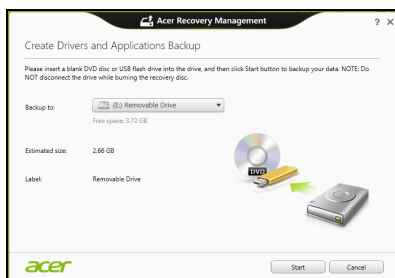 Acer Recovery Management
? X
Create Drivers and Applications Backup
Please insert a blank DVD disc or USB flash drive into the drive, and then click Start button to backup your data. NOTE: Do
NOT disconnect the drive while burning the recovery disc.
Backup to: (E:) Removable Drive
Free space: 3.72 GB
Estimated size: 2.66 GB
DVD
Label: Removable Drive
acer Start Cancel